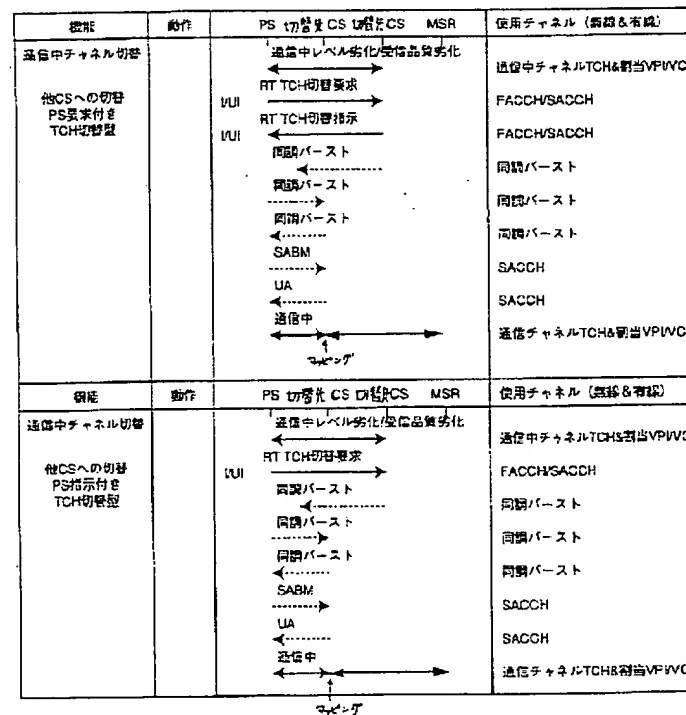 機能 動作 PS 切替先CS 切替元CS MSR 使用チャネル (無線&有線)
通信中チャネル切替
他CSへの切替
PS要求付き
TCH切替型
通信中レベル劣化/受信品質劣化 通信中チャネルTCH&割当VPI/VC
RT TCH切替要求
I/UI FACCH/SACCH
RT TCH切替指示
I/UI FACCH/SACCH
同調バースト 同調バースト
同調バースト 同調バースト
同調バースト 同調バースト
SABM SACCH
UA SACCH
通信中 通信チャネルTCH&割当VPI/VC
マッピング
機能 動作 PS 切替先CS 切替元CS MSR 使用チャネル (無線&有線)
通信中チャネル切替
他CSへの切替
PS指示付き
TCH切替型
通信中レベル劣化/受信品質劣化 通信中チャネルTCH&割当VPI/VC
RT TCH切替要求
I/UI FACCH/SACCH
同調バースト 同調バースト
同調バースト 同調バースト
同調バースト 同調バースト
SABM SACCH
UA SACCH
通信中 通信チャネルTCH&割当VPI/VC
マッピング